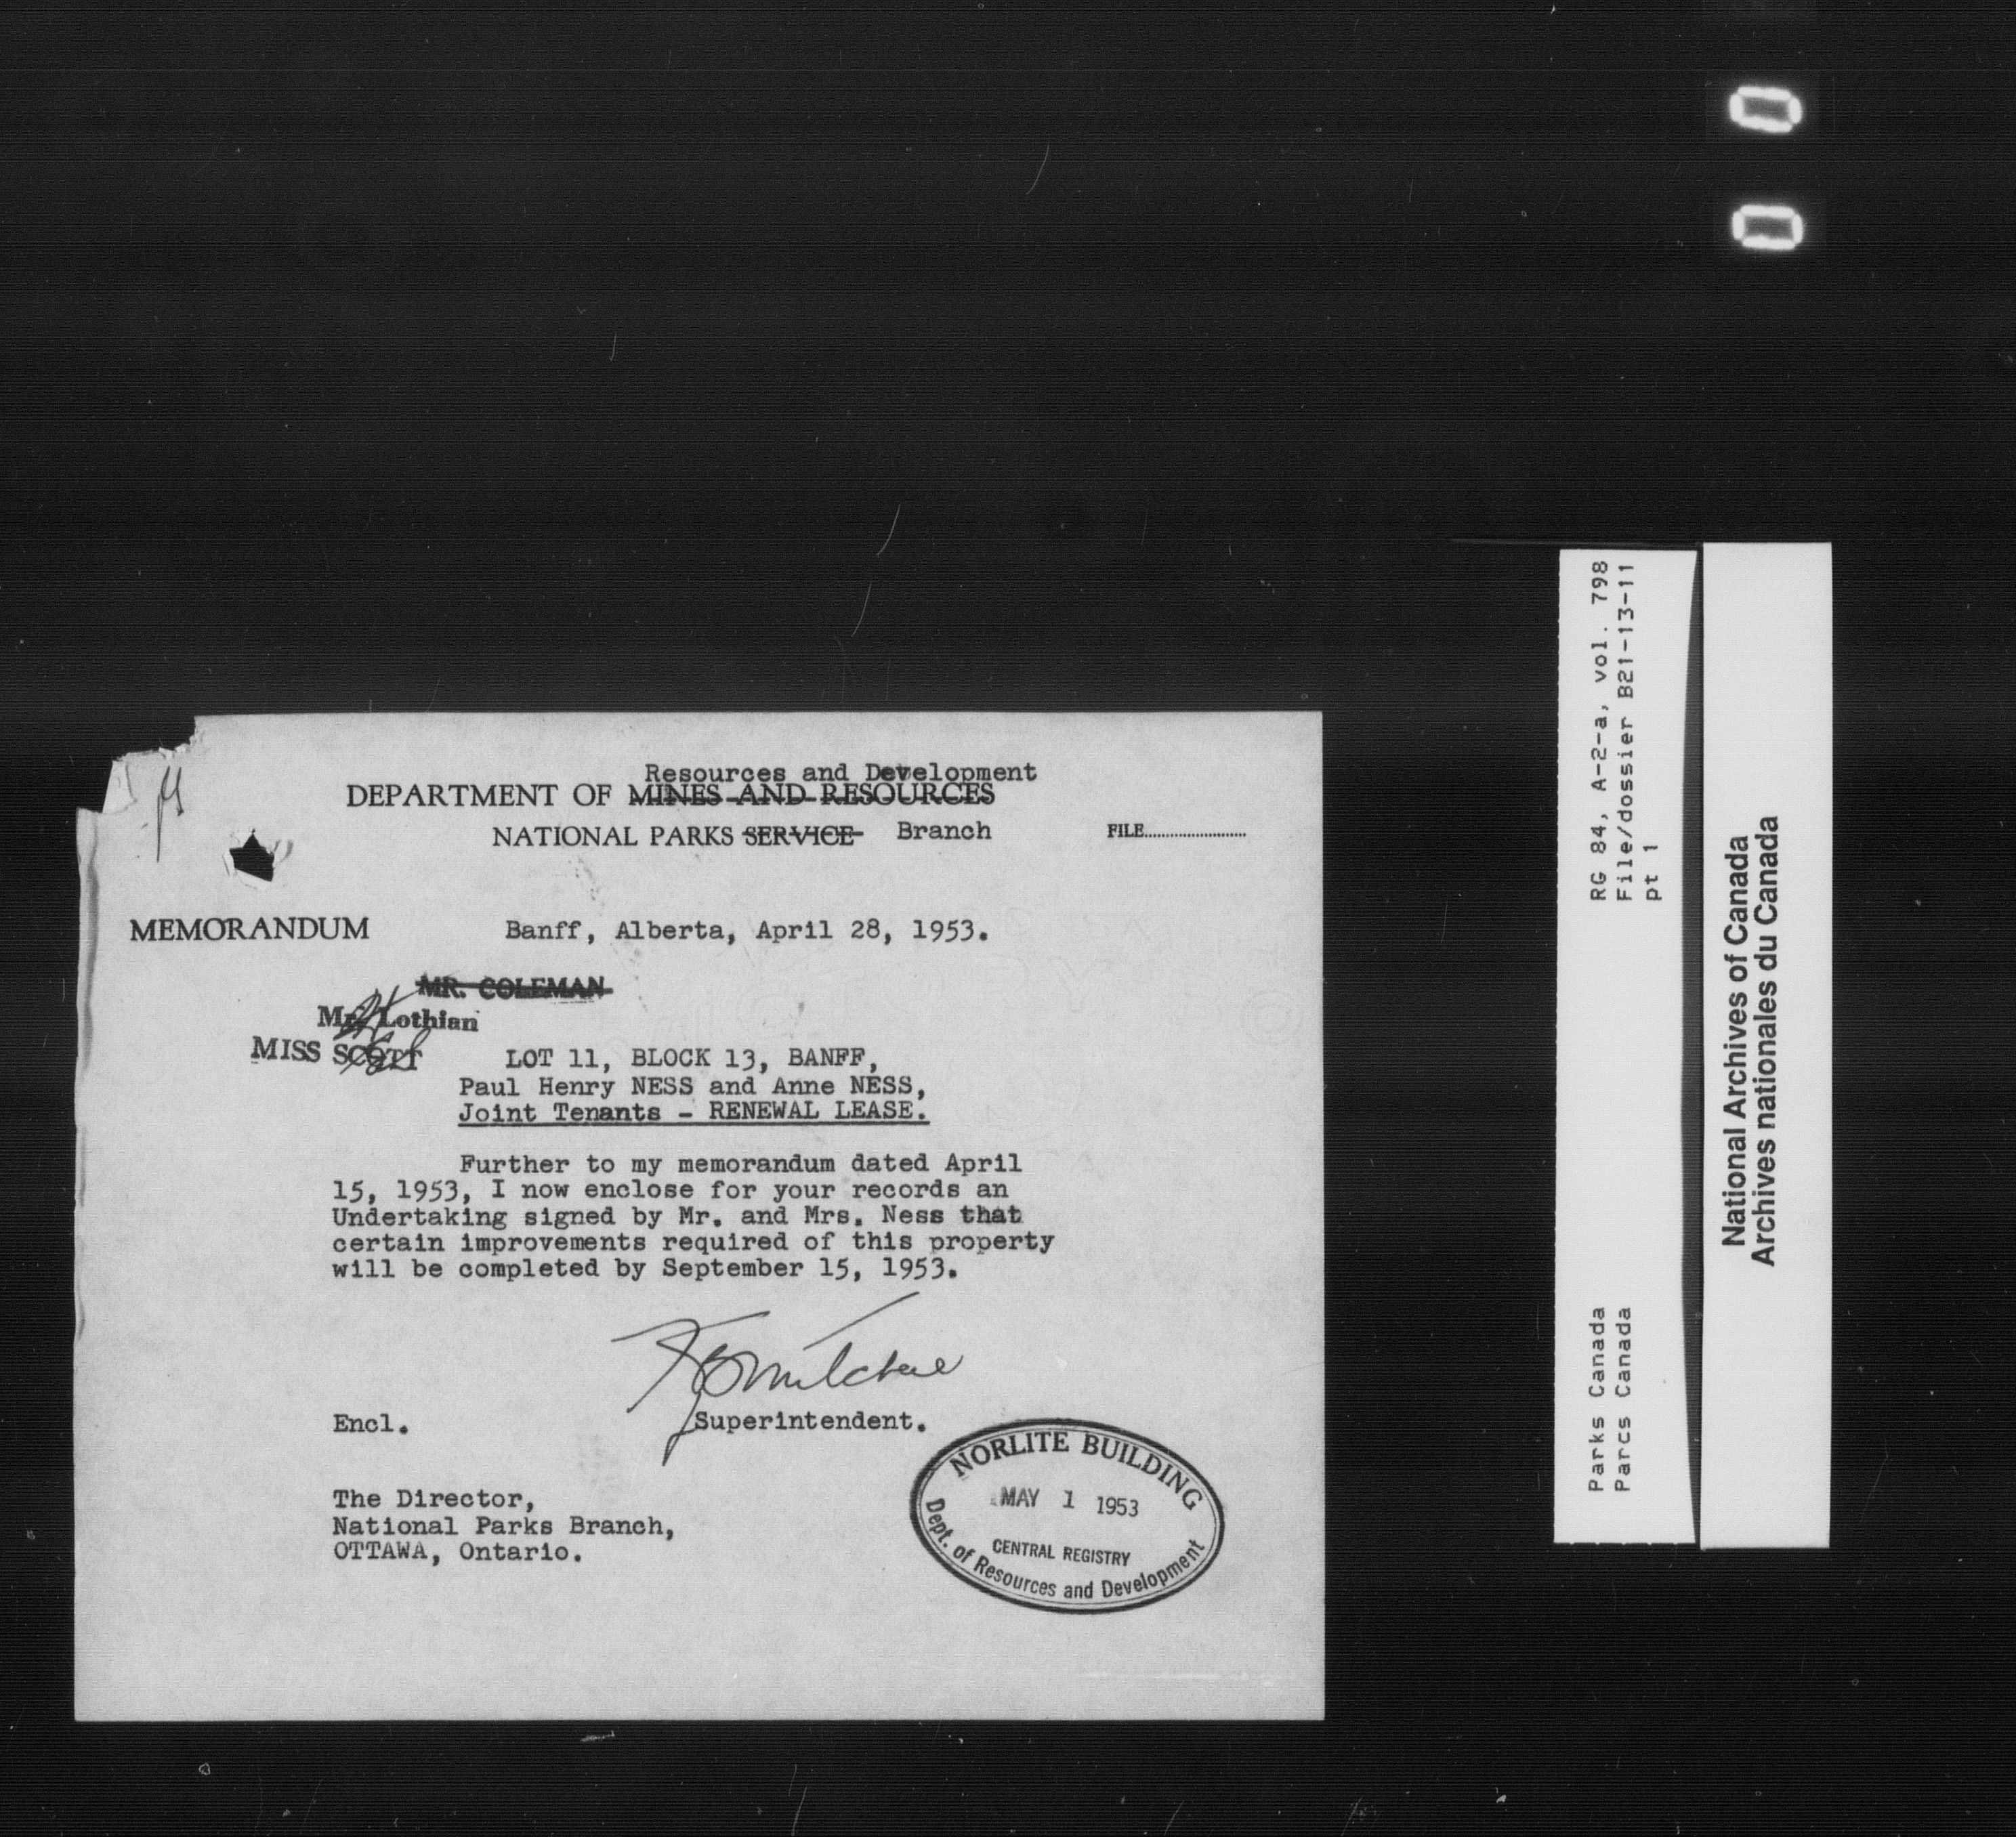 Resources and Development
DEPARTMENT OF MINES AND RESOURCES
NATIONAL PARKS SERVICE Branch
FILE........................
MEMORANDUM
Banff, Alberta, April 28, 1953.
MR. COLEMAN
Mr. Lothian
MISS SCOTT
LOT 11, BLOCK 13, BANFF,
Paul Henry NESS and Anne NESS,
Joint Tenants - RENEWAL LEASE.
Further to my memorandum dated April
15, 1953, I now enclose for your records an
Undertaking signed by Mr. and Mrs. Ness that
certain improvements required of this property
will be completed by September 15, 1953.
Encl.
Superintendent.
The Director,
National Parks Branch,
OTTAWA, Ontario.
NORLITE BUILDING
MAY 1 1953
CENTRAL REGISTRY
Dept. of Resources and Development
RG 84, A-2-a, vol. 798
File/dossier B21-13-11
pt 1
Parks Canada
Parcs Canada
National Archives of Canada
Archives nationales du Canada
0
0